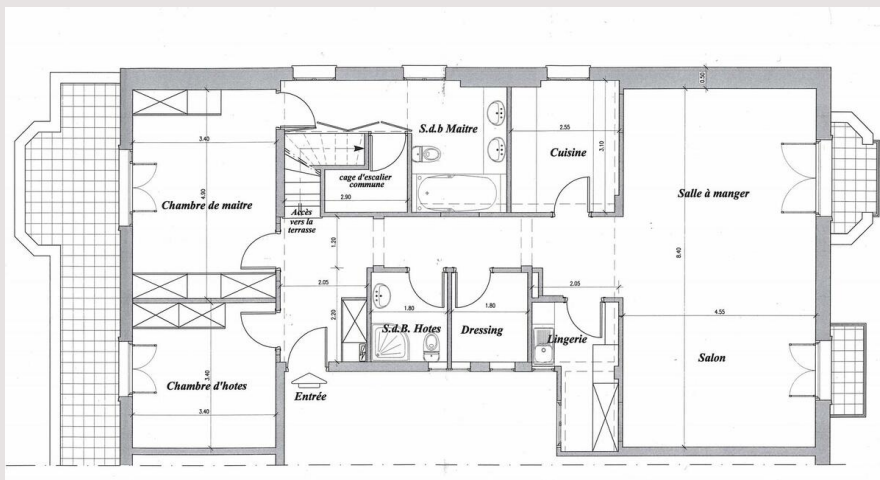 0.50
S.d.b Maitre
3.40
2.55
3.10
Cuisine
cage d'escalier
commune
Chambre de maitre
4.90
2.90
Salle à manger
Accès
vers la
terrasse
1.20
8.40
2.05
2.05
1.80
1.80
4.55
2.20
S.d.B. Hotes
Dressing
Lingerie
Salon
Chambre d'hotes
3.40
Entrée
3.40